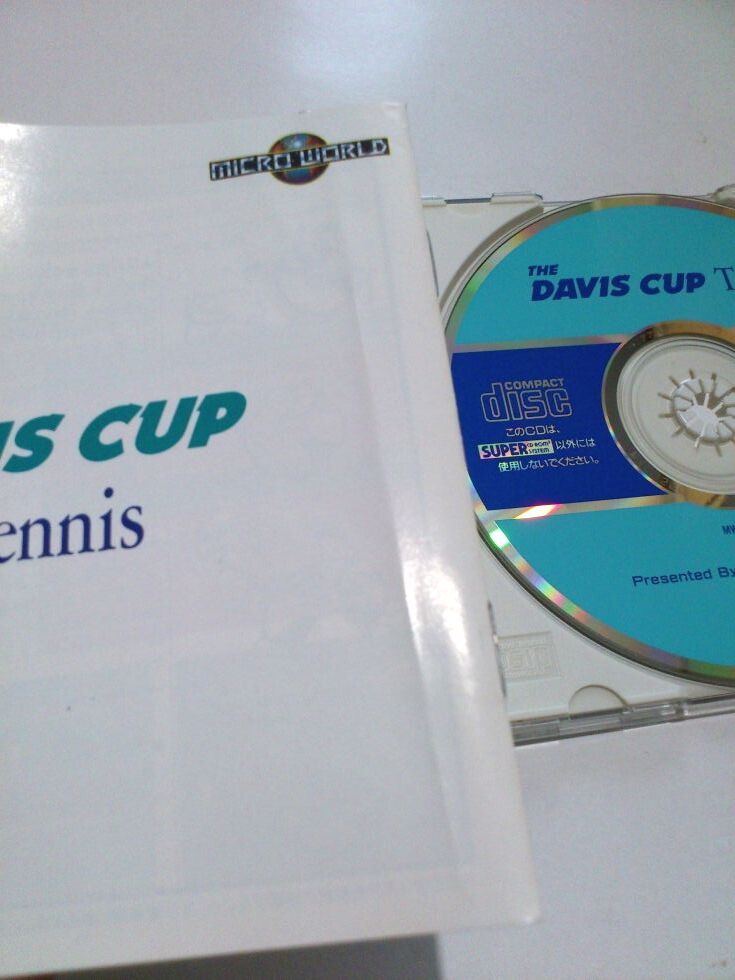 MICRO WORLD
IS CUP
ennis
THE
DAVIS CUP T
COMPACT
disc
このCDは、
SUPER CD-ROM² SYSTEM 以外には
使用しないでください。
MW
Presented By